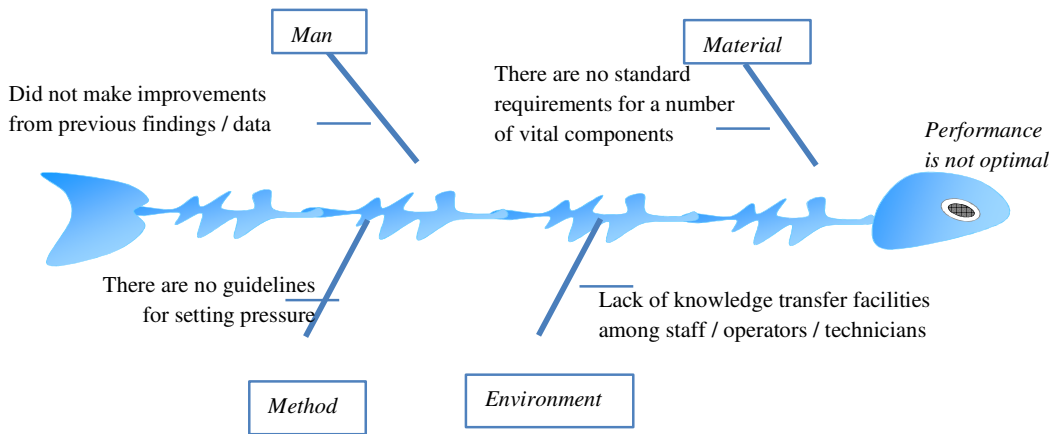 Man
Material
Did not make improvements
from previous findings / data
There are no standard
requirements for a number
of vital components
Performance
is not optimal
There are no guidelines
for setting pressure
Lack of knowledge transfer facilities
among staff / operators / technicians
Method
Environment